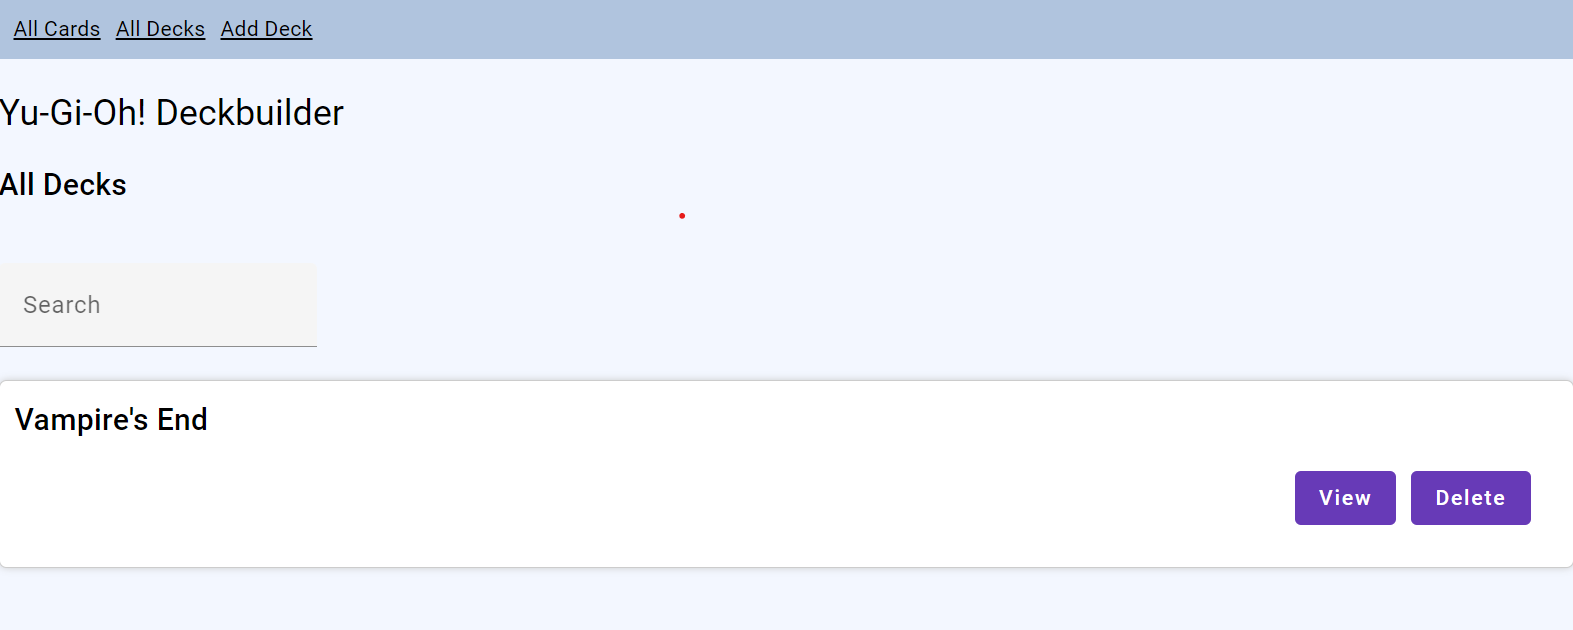 All Cards All Decks Add Deck
Yu-Gi-Oh! Deckbuilder
All Decks
Search
Vampire's End
View Delete